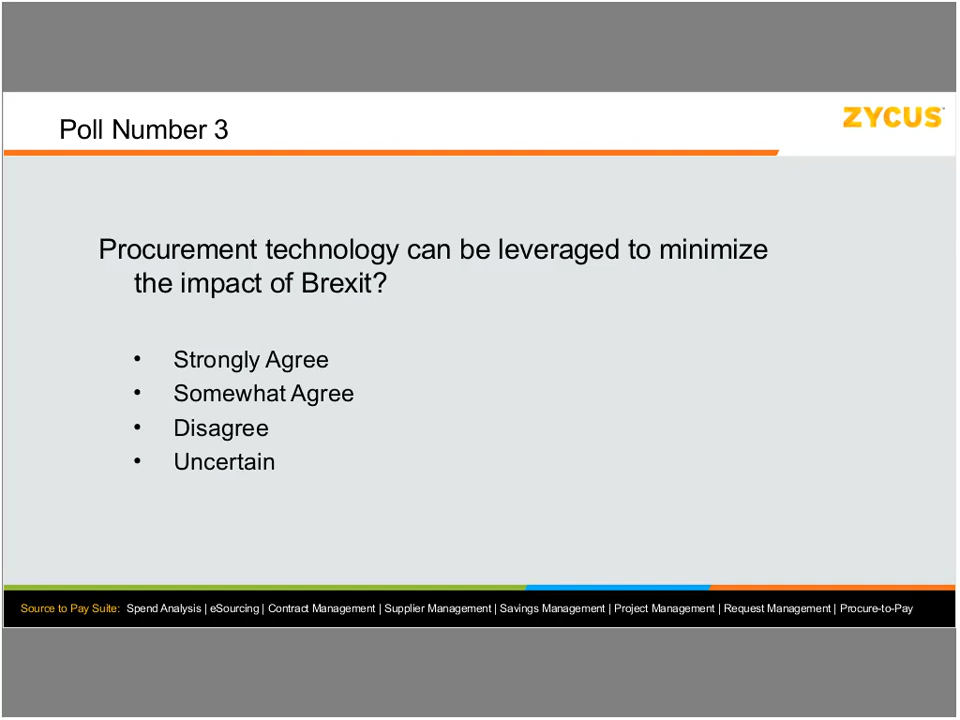 Poll Number 3
ZYCUS™
Procurement technology can be leveraged to minimize
the impact of Brexit?
• Strongly Agree
• Somewhat Agree
• Disagree
• Uncertain
Source to Pay Suite: Spend Analysis | eSourcing | Contract Management | Supplier Management | Savings Management | Project Management | Request Management | Procure-to-Pay